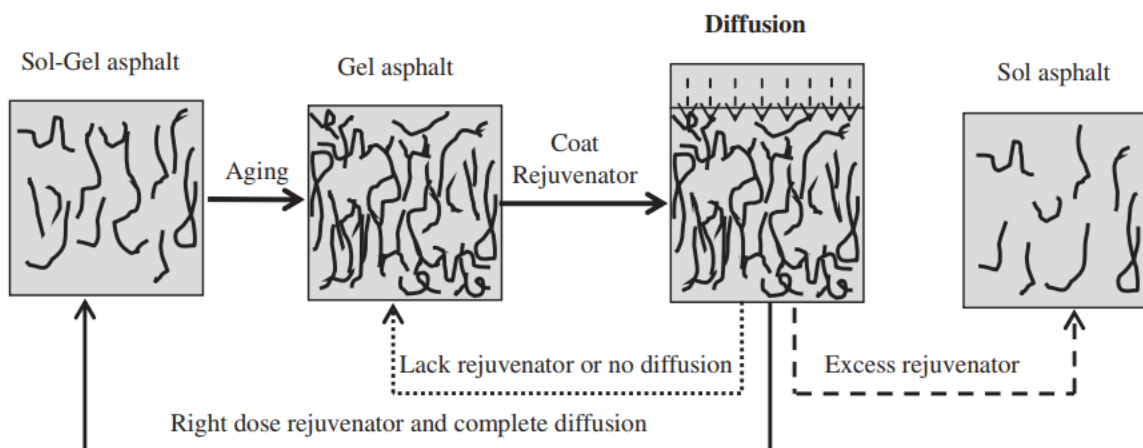 Diffusion
Sol-Gel asphalt
Gel asphalt
Sol asphalt
Aging
Coat
Rejuvenator
Lack rejuvenator or no diffusion
Excess rejuvenator
Right dose rejuvenator and complete diffusion